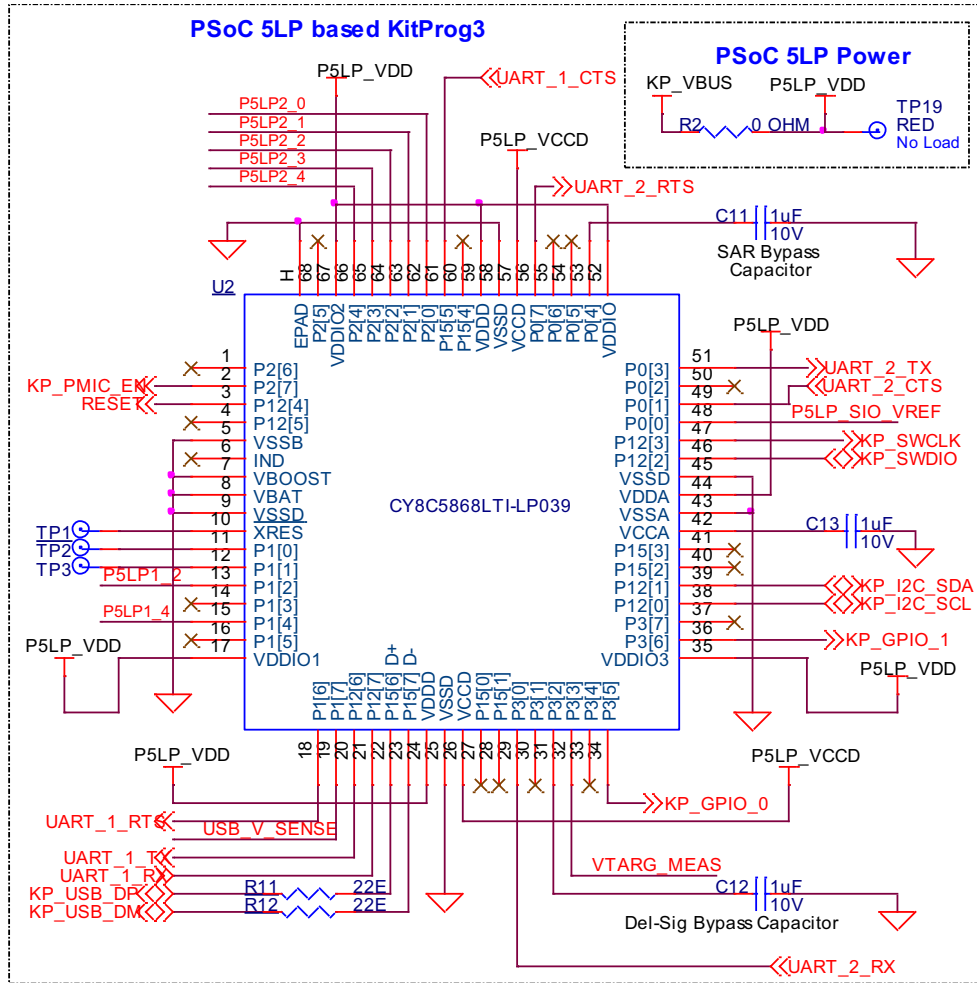 PSoC 5LP based KitProg3
PSoC 5LP Power
P5LP_VDD
UART_1_CTS
KP_VBUS
P5LP_VDD
R2
0 OHM
TP19
RED
No Load
P5LP2_0
P5LP2_1
P5LP2_2
P5LP2_3
P5LP2_4
P5LP_VCCD
UART_2_RTS
C11
1uF
10V
SAR Bypass
Capacitor
H
68
67
66
65
64
63
62
61
60
59
58
57
56
55
54
53
52
U2
EPAD
P2[5]
VDDIO2
P2[4]
P2[3]
P2[2]
P2[1]
P2[0]
P15[5]
P15[4]
VDDD
VSSD
VCCD
P0[7]
P0[6]
P0[5]
P0[4]
VDDIO
1
2
3
4
5
6
7
8
9
10
11
12
13
14
15
16
17
P2[6]
P2[7]
P12[4]
P12[5]
VSSB
IND
VBOOST
VBAT
VSSD
XRES
P1[0]
P1[1]
P1[2]
P1[3]
P1[4]
P1[5]
VDDIO1
KP_PMIC_EN
RESET
TP1
TP2
TP3
P5LP1_2
P5LP1_4
P5LP_VDD
CY8C5868LTI-LP039
P5LP_VDD
P0[3]
P0[2]
P0[1]
P0[0]
P12[3]
P12[2]
VSSD
VDDA
VSSA
VCCA
P15[3]
P15[2]
P12[1]
P12[0]
P3[7]
P3[6]
VDDIO3
51
50
49
48
47
46
45
44
43
42
41
40
39
38
37
36
35
UART_2_TX
UART_2_CTS
P5LP_SIO_VREF
KP_SWCLK
KP_SWDIO
C13
1uF
10V
KP_I2C_SDA
KP_I2C_SCL
KP_GPIO_1
P5LP_VDD
P1[6]
P1[7]
P12[6]
P12[7]
P15[6] D+
P15[7] D-
VDDD
VSSD
VCCD
P15[0]
P15[1]
P3[0]
P3[1]
P3[2]
P3[3]
P3[4]
P3[5]
18
19
20
21
22
23
24
25
26
27
28
29
30
31
32
33
34
P5LP_VDD
P5LP_VCCD
UART_1_RTS
USB_V_SENSE
KP_GPIO_0
UART_1_TX
UART_1_RX
VTARG_MEAS
KP_USB_DP
R11
22E
KP_USB_DM
R12
22E
C12
1uF
10V
Del-Sig Bypass Capacitor
UART_2_RX